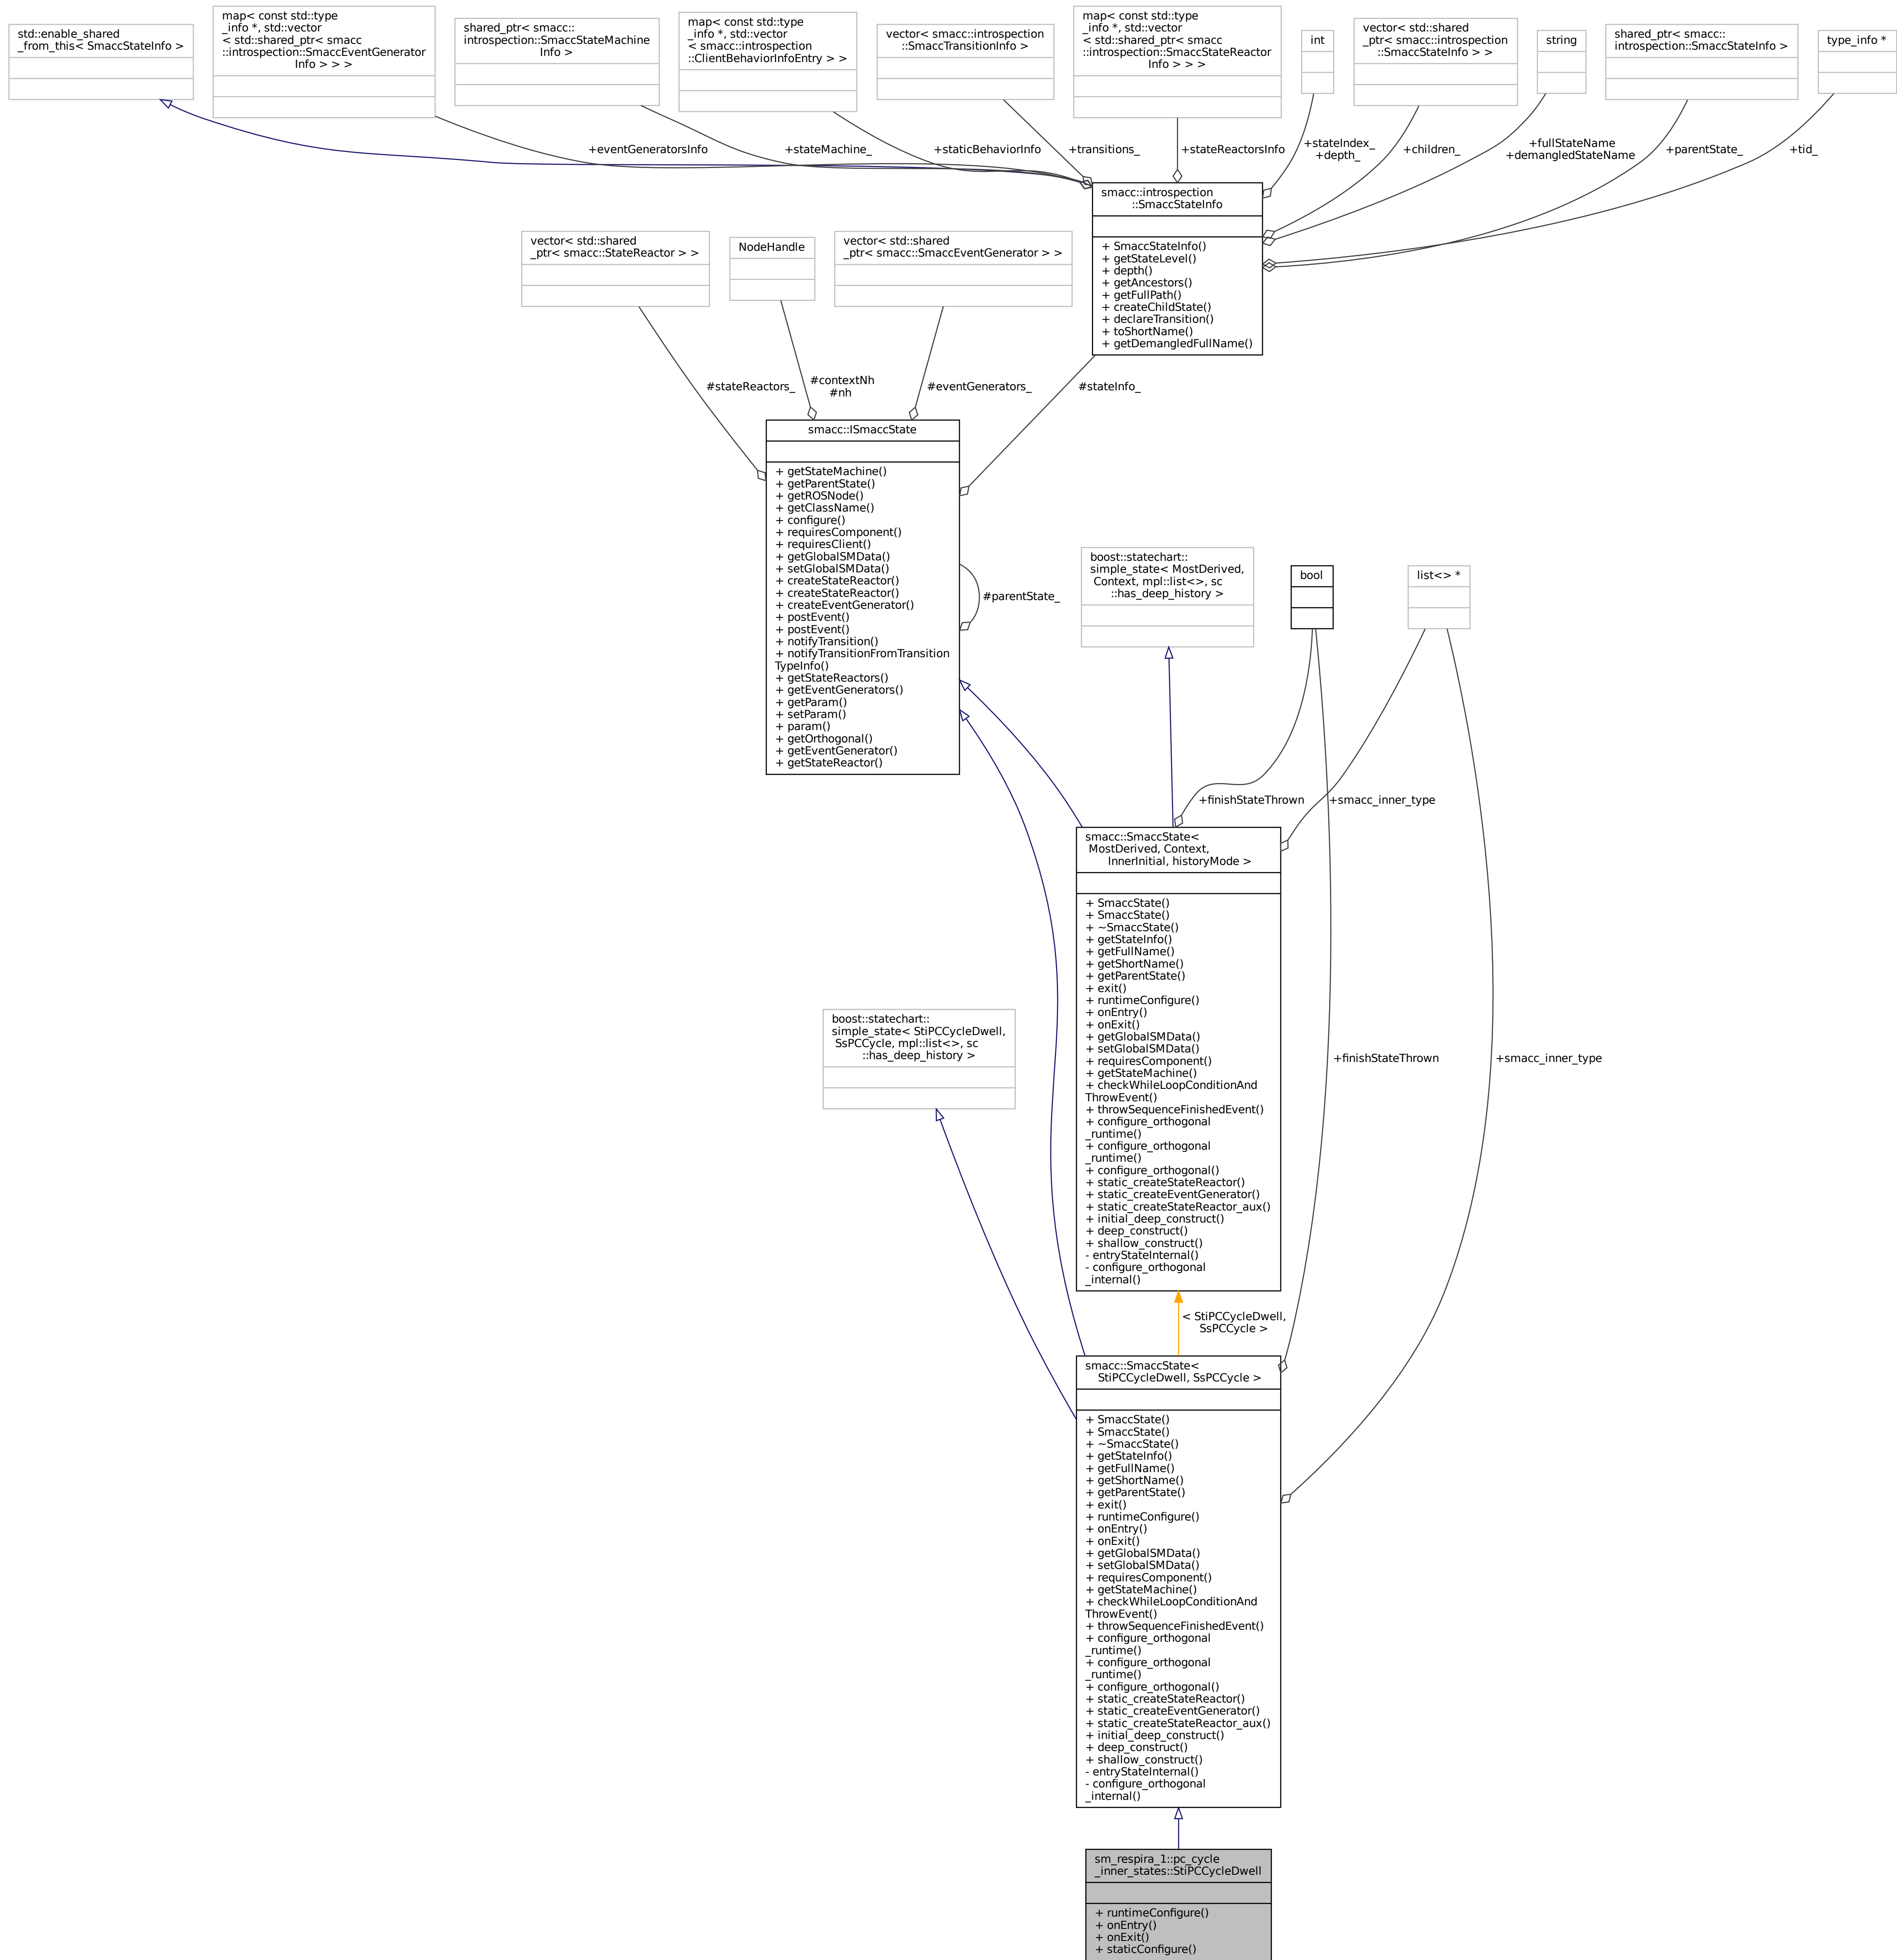 std::enable_shared
_from_this< SmaccStateInfo >
map< const std::type
_info *, std::vector
< std::shared_ptr< smacc
::introspection::SmaccEventGenerator
Info > > >
shared_ptr< smacc::
introspection::SmaccStateMachine
Info >
map< const std::type
_info *, std::vector
< smacc::introspection
::ClientBehaviorInfoEntry > >
vector< smacc::introspection
::SmaccTransitionInfo >
map< const std::type
_info *, std::vector
< std::shared_ptr< smacc
::introspection::SmaccStateReactor
Info > > >
int
vector< std::shared
_ptr< smacc::introspection
::SmaccStateInfo > >
string
shared_ptr< smacc::
introspection::SmaccStateInfo >
type_info *
+eventGeneratorsInfo
+stateMachine_
+staticBehaviorInfo
+transitions_
+stateReactorsInfo
+stateIndex_
+depth_
+children_
+fullStateName
+demangledStateName
+parentState_
+tid_
smacc::introspection
::SmaccStateInfo
+ SmaccStateInfo()
+ getStateLevel()
+ depth()
+ getAncestors()
+ getFullPath()
+ createChildState()
+ declareTransition()
+ toShortName()
+ getDemangledFullName()
vector< std::shared
_ptr< smacc::StateReactor > >
NodeHandle
vector< std::shared
_ptr< smacc::SmaccEventGenerator > >
#stateReactors_
#contextNh
#nh
#eventGenerators_
#stateInfo_
smacc::ISmaccState
+ getStateMachine()
+ getParentState()
+ getROSNode()
+ getClassName()
+ configure()
+ requiresComponent()
+ requiresClient()
+ getGlobalSMData()
+ setGlobalSMData()
+ createStateReactor()
+ createStateReactor()
+ createEventGenerator()
+ postEvent()
+ postEvent()
+ notifyTransition()
+ notifyTransitionFromTransition
TypeInfo()
+ getStateReactors()
+ getEventGenerators()
+ getParam()
+ setParam()
+ param()
+ getOrthogonal()
+ getEventGenerator()
+ getStateReactor()
#parentState_
boost::statechart::
simple_state< MostDerived,
Context, mpl::list<>, sc
::has_deep_history >
bool
list<> *
+finishStateThrown
+smacc_inner_type
smacc::SmaccState<
MostDerived, Context,
InnerInitial, historyMode >
+ SmaccState()
+ SmaccState()
+ ~SmaccState()
+ getStateInfo()
+ getFullName()
+ getShortName()
+ getParentState()
+ exit()
+ runtimeConfigure()
+ onEntry()
+ onExit()
+ getGlobalSMData()
+ setGlobalSMData()
+ requiresComponent()
+ getStateMachine()
+ checkWhileLoopConditionAnd
ThrowEvent()
+ throwSequenceFinishedEvent()
+ configure_orthogonal
_runtime()
+ configure_orthogonal
_runtime()
+ configure_orthogonal()
+ static_createStateReactor()
+ static_createEventGenerator()
+ static_createStateReactor_aux()
+ initial_deep_construct()
+ deep_construct()
+ shallow_construct()
- entryStateInternal()
- configure_orthogonal
_internal()
boost::statechart::
simple_state< StiPCCycleDwell,
SsPCCycle, mpl::list<>, sc
::has_deep_history >
+finishStateThrown
+smacc_inner_type
< StiPCCycleDwell,
SsPCCycle >
smacc::SmaccState<
StiPCCycleDwell, SsPCCycle >
+ SmaccState()
+ SmaccState()
+ ~SmaccState()
+ getStateInfo()
+ getFullName()
+ getShortName()
+ getParentState()
+ exit()
+ runtimeConfigure()
+ onEntry()
+ onExit()
+ getGlobalSMData()
+ setGlobalSMData()
+ requiresComponent()
+ getStateMachine()
+ checkWhileLoopConditionAnd
ThrowEvent()
+ throwSequenceFinishedEvent()
+ configure_orthogonal
_runtime()
+ configure_orthogonal
_runtime()
+ configure_orthogonal()
+ static_createStateReactor()
+ static_createEventGenerator()
+ static_createStateReactor_aux()
+ initial_deep_construct()
+ deep_construct()
+ shallow_construct()
- entryStateInternal()
- configure_orthogonal
_internal()
sm_respira_1::pc_cycle
_inner_states::StiPCCycleDwell
+ runtimeConfigure()
+ onEntry()
+ onExit()
+ staticConfigure()